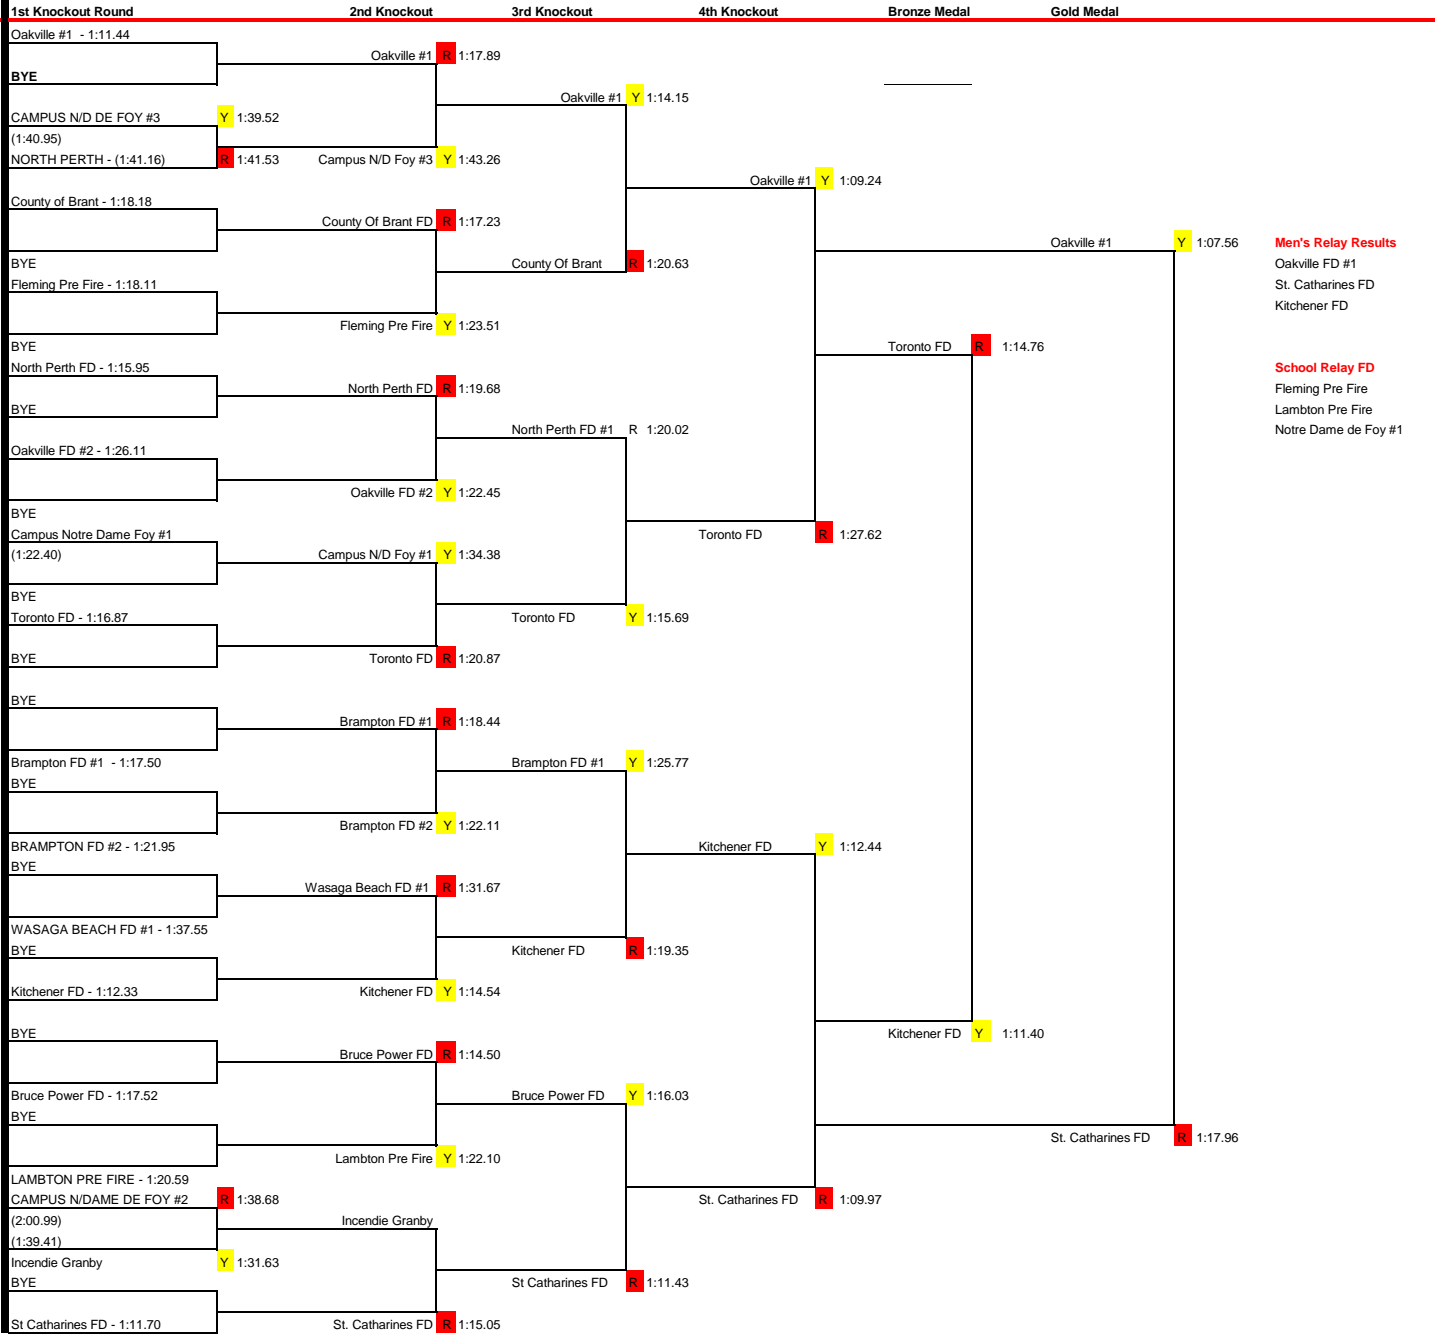 1st Knockout Round 2nd Knockout 3rd Knockout 4th Knockout Bronze Medal Gold Medal
Oakville #1 - 1:11.44
Oakville #1 R 1:17.89
BYE
Oakville #1 Y 1:14.15
CAMPUS N/D DE FOY #3 Y 1:39.52
(1:40.95)
NORTH PERTH - (1:41.16) R 1:41.53 Campus N/D Foy #3 Y 1:43.26
Oakville #1 Y 1:09.24
County of Brant - 1:18.18
County Of Brant FD R 1:17.23
Oakville #1 Y 1:07.56 Men's Relay Results
BYE County Of Brant R 1:20.63 Oakville FD #1
Fleming Pre Fire - 1:18.11 St. Catharines FD
Kitchener FD
Fleming Pre Fire Y 1:23.51
BYE Toronto FD R 1:14.76
North Perth FD - 1:15.95 School Relay FD
North Perth FD R 1:19.68 Fleming Pre Fire
BYE Lambton Pre Fire
North Perth FD #1 R 1:20.02 Notre Dame de Foy #1
Oakville FD #2 - 1:26.11
Oakville FD #2 Y 1:22.45
BYE
Campus Notre Dame Foy #1 Toronto FD R 1:27.62
(1:22.40) Campus N/D Foy #1 Y 1:34.38
BYE
Toronto FD - 1:16.87 Toronto FD Y 1:15.69
BYE Toronto FD R 1:20.87
BYE
Brampton FD #1 R 1:18.44
Brampton FD #1 - 1:17.50 Brampton FD #1 Y 1:25.77
BYE
Brampton FD #2 Y 1:22.11
BRAMPTON FD #2 - 1:21.95 Kitchener FD Y 1:12.44
BYE
Wasaga Beach FD #1 R 1:31.67
WASAGA BEACH FD #1 - 1:37.55
BYE Kitchener FD R 1:19.35
Kitchener FD - 1:12.33 Kitchener FD Y 1:14.54
BYE Kitchener FD Y 1:11.40
Bruce Power FD R 1:14.50
Bruce Power FD - 1:17.52 Bruce Power FD Y 1:16.03
BYE
St. Catharines FD R 1:17.96
Lambton Pre Fire Y 1:22.10
LAMBTON PRE FIRE - 1:20.59
CAMPUS N/DAME DE FOY #2 R 1:38.68 St. Catharines FD R 1:09.97
(2:00.99) Incendie Granby
(1:39.41)
Incendie Granby Y 1:31.63
BYE St Catharines FD R 1:11.43
St Catharines FD - 1:11.70 St. Catharines FD R 1:15.05